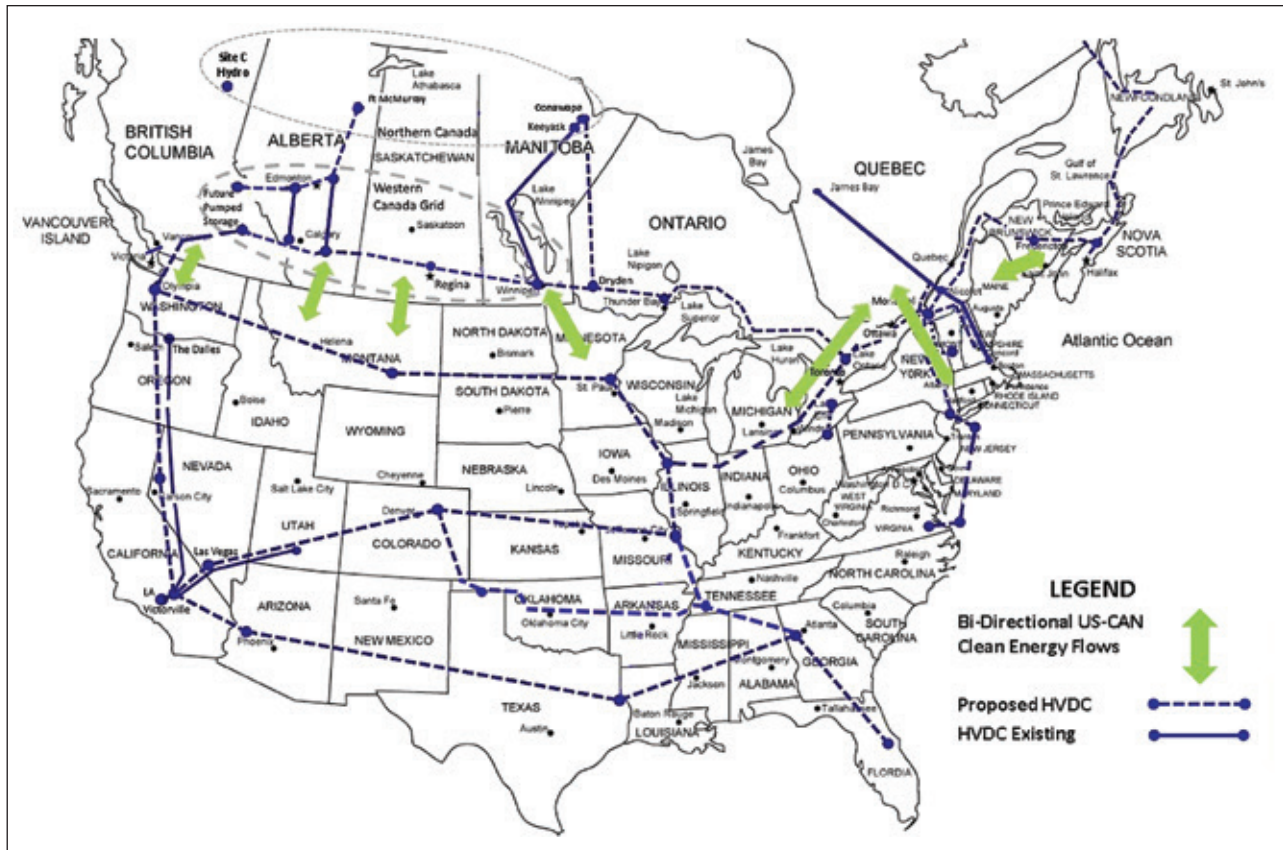 Site C
Hydro
Lake
Athabasca
Ft McMurray
Northern Canada
Conawapa
Keeyask
BRITISH
COLUMBIA
ALBERTA
SASKATCHEWAN
MANITOBA
NEWFOUNDLAND
St. John's
James
Bay
QUEBEC
James Bay
Gulf of
St. Lawrence
Edmonton
Future
Pumped
Storage
Western
Canada Grid
Lake
Winnipeg
ONTARIO
Prince Edward
NEW
BRUNSWICK
Fredericton
NOVA
SCOTIA
VANCOUVER
ISLAND
Calgary
Saskatoon
Lake
Nipigon
Quebec
Halifax
Victoria
Regina
Winnipeg
Dryden
Thunder Bay
MAINE
Augusta
Olympia
WASHINGTON
Lake
Superior
Ottawa
Atlantic Ocean
Helena
MONTANA
NORTH DAKOTA
Bismark
MINNESOTA
Lake
Huron
Lake
Ontario
Toronto
NEW
YORK
MASSACHUSETTS
RHODE ISLAND
CONNECTICUT
The Dalles
OREGON
Boise
IDAHO
SOUTH DAKOTA
Pierre
St. Paul
WISCONSIN
Madison
Lake
Michigan
MICHIGAN
Lansing
WYOMING
PENNSYLVANIA
NEW JERSEY
NEVADA
Cheyenne
NEBRASKA
Lincoln
IOWA
Des Moines
ILLINOIS
Springfield
INDIANA
Indianapolis
OHIO
Columbus
Washington D.C.
DELAWARE
MARYLAND
WEST
VIRGINIA
Charleston
Richmond
VIRGINIA
Sacramento
Carson City
Salt Lake City
UTAH
Denver
COLORADO
KANSAS
MISSOURI
Frankfort
KENTUCKY
CALIFORNIA
Las Vegas
Raleigh
NORTH CAROLINA
LA
Victorville
ARIZONA
Phoenix
Santa Fe
NEW MEXICO
OKLAHOMA
Oklahoma City
ARKANSAS
Little Rock
Nashville
TENNESSEE
Columbia
SOUTH
CAROLINA
MISSISSIPPI
Jackson
Montgomery
ALABAMA
Atlanta
GEORGIA
TEXAS
Austin
Baton Rouge
LOUISIANA
Tallahassee
FLORDIA
LEGEND
Bi-Directional US-CAN
Clean Energy Flows
Proposed HVDC
HVDC Existing